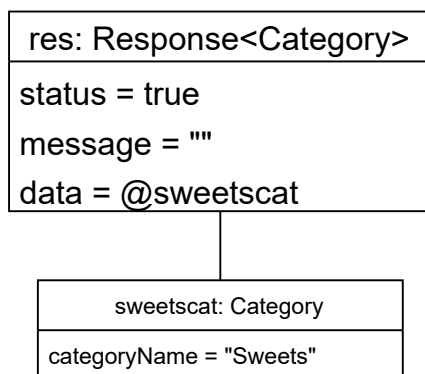 res: Response<Category>
status = true
message = ""
data = @sweetscat
sweetscat: Category
categoryName = "Sweets"